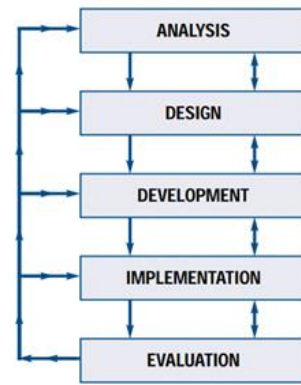 ANALYSIS
DESIGN
DEVELOPMENT
IMPLEMENTATION
EVALUATION